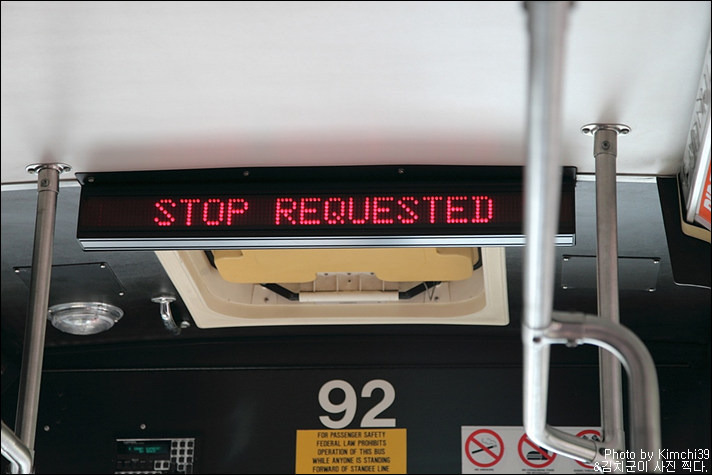 STOP REQUESTED
92
FOR PASSENGER SAFETY
FEDERAL LAW PROHIBITS
OPERATION OF THIS BUS
WHILE ANYONE IS STANDING
FORWARD OF STANDEE LINE
Photo by Kimchi39
&김치군이 사진 찍다.